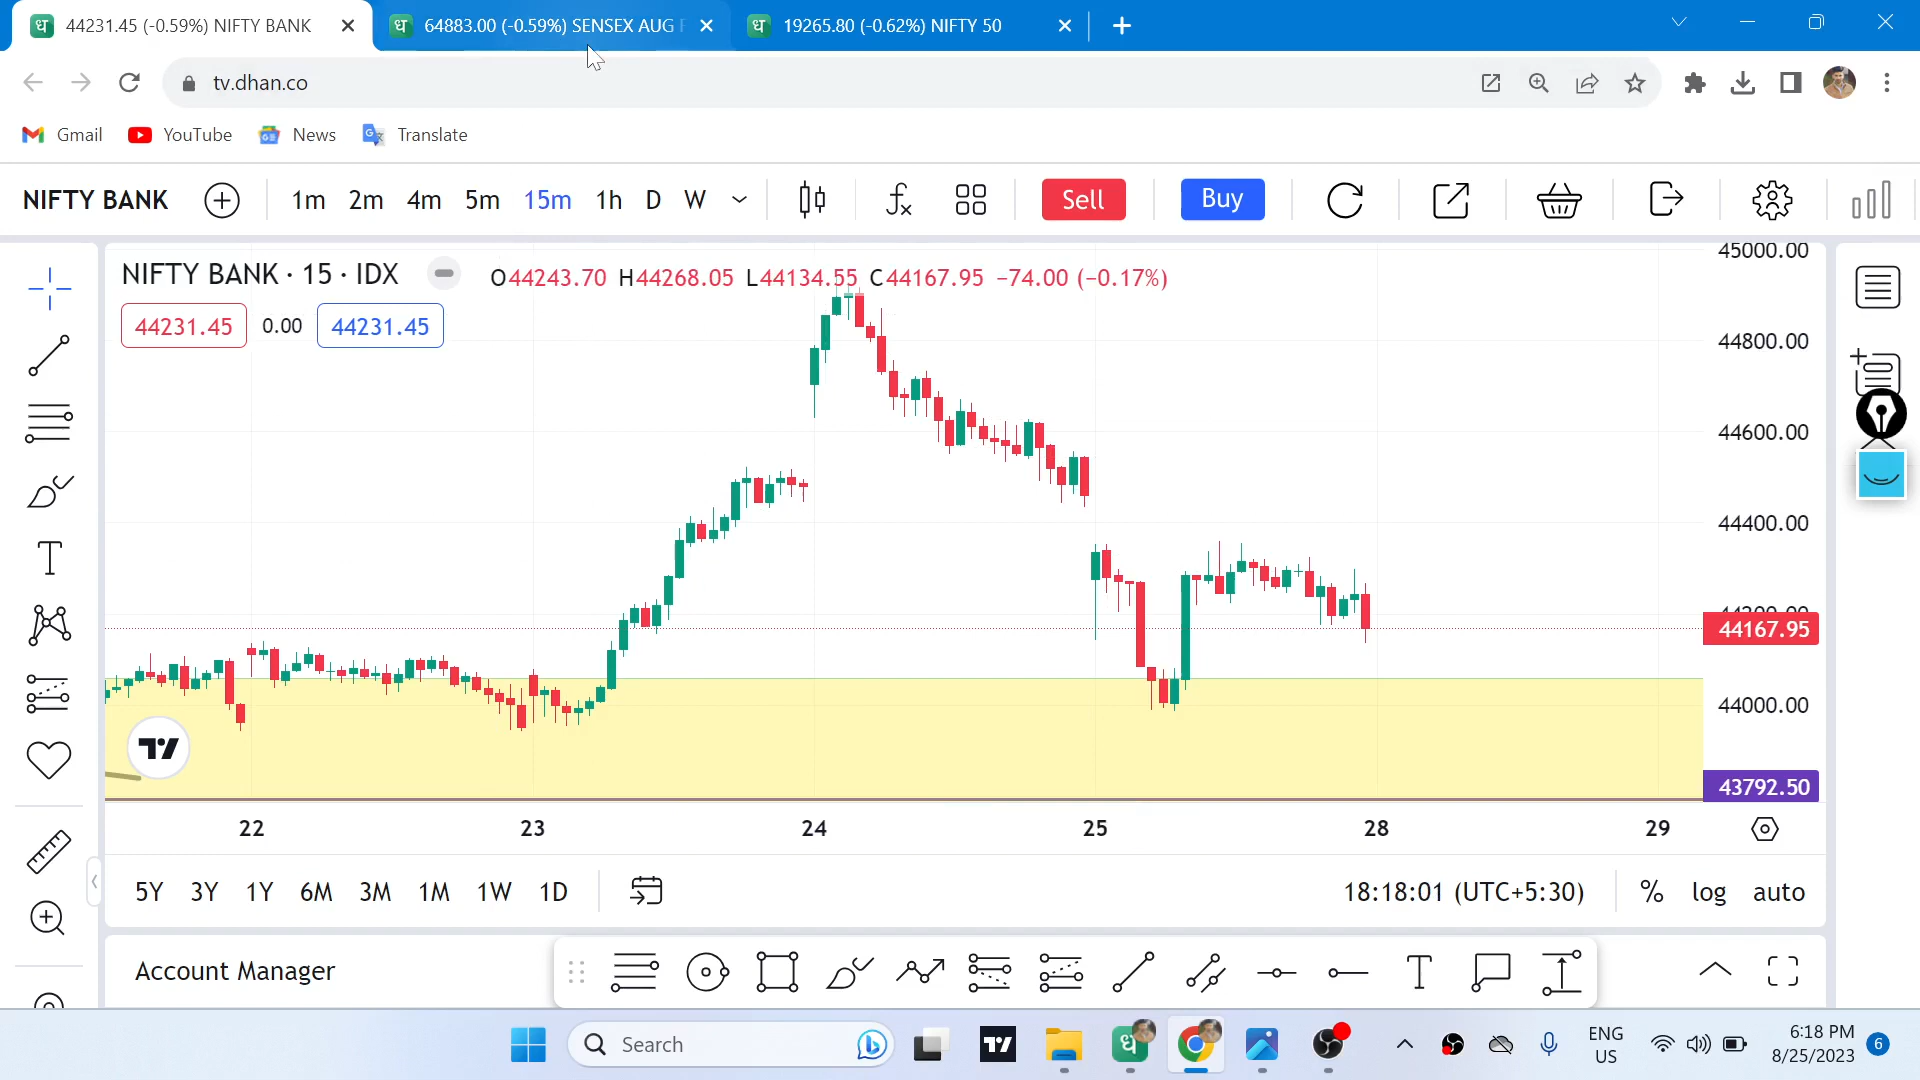 44231.45 (-0.59%) NIFTY BANK
64883.00 (-0.59%) SENSEX AUG F
19265.80 (-0.62%) NIFTY 50
tv.dhan.co
Gmail YouTube News Translate
NIFTY BANK 1m 2m 4m 5m 15m 1h D W Sell Buy
NIFTY BANK · 15 · IDX O44243.70 H44268.05 L44134.55 C44167.95 −74.00 (−0.17%)
44231.45 0.00 44231.45
45000.00
44800.00
44600.00
44400.00
44200.00
44167.95
44000.00
43792.50
22 23 24 25 28 29
5Y 3Y 1Y 6M 3M 1M 1W 1D 18:18:01 (UTC+5:30) % log auto
Account Manager
Search
ENG
US
6:18 PM
8/25/2023
6